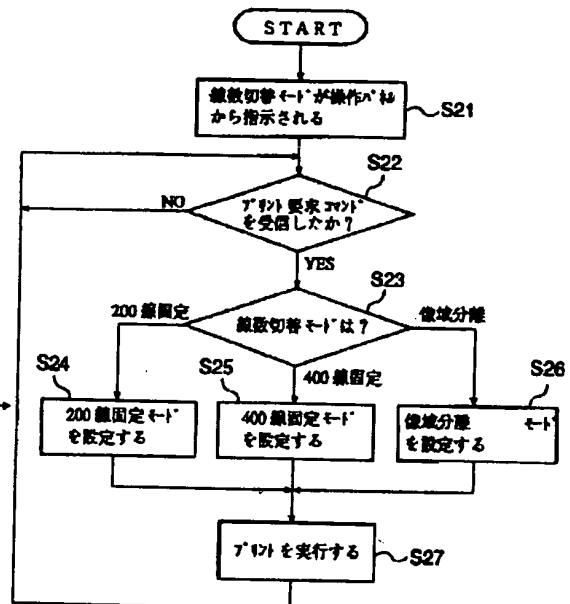 START
線数切替モードが操作パネル
から指示される
S21
S22
NO
プリント要求コマンド
を受信したか？
YES
S23
200線固定
線数切替モードは？
像域分離
S24
S25
400線固定
S26
200線固定モード
を設定する
400線固定モード
を設定する
像域分離 モード
を設定する
プリントを実行する
S27